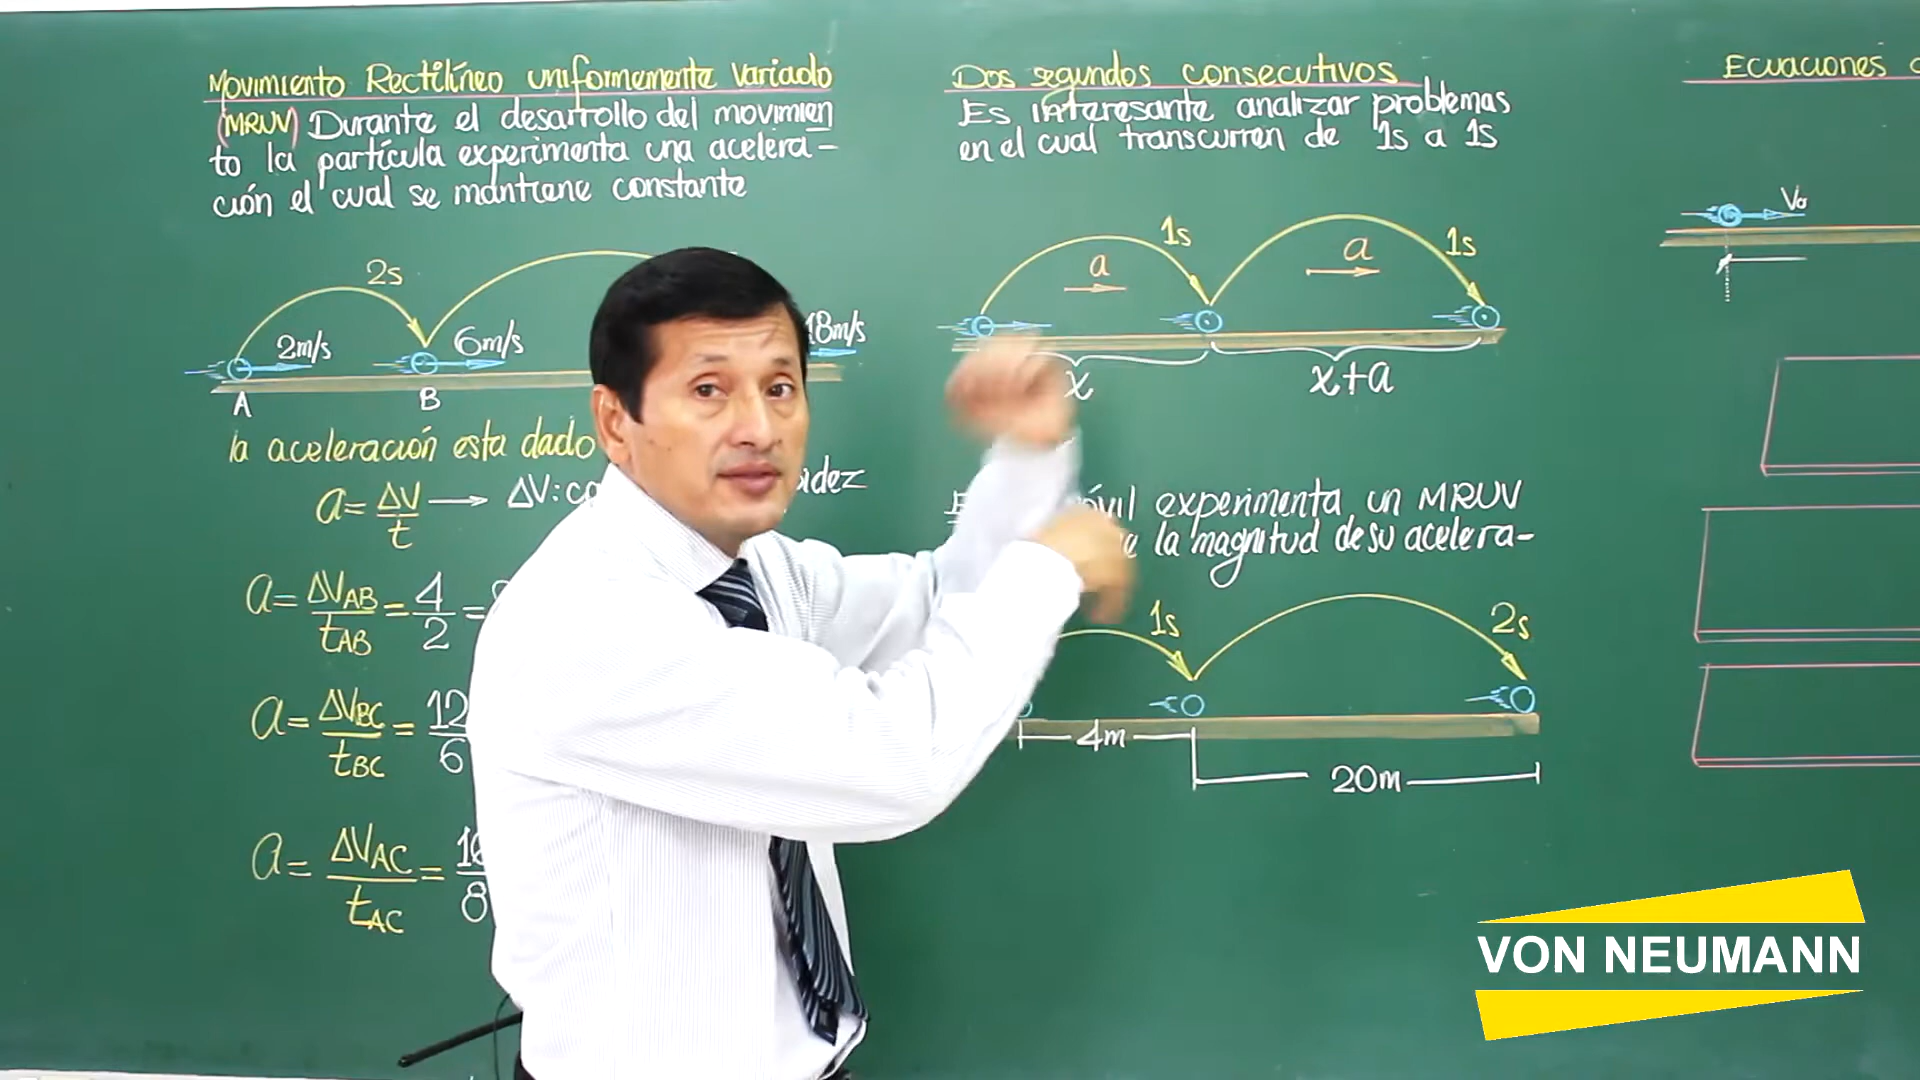 Movimiento Rectilíneo uniformemente variado
(MRUV) Durante el desarrollo del movimien
to la partícula experimenta una acelera-
ción el cual se mantiene constante
2s
2m/s
6m/s
18m/s
A
B
la aceleración esta dado
a = ΔV/t → ΔV:
a = ΔVAB/tAB = 4/2 =
a = ΔVBC/tBC = 12/6
a = ΔVAC/tAC = 16/8
Dos segundos consecutivos
Es interesante analizar problemas
en el cual transcurren de 1s a 1s
1s
1s
a
a
x
x+a
experimenta un MRUV
la magnitud de su acelera-
1s
2s
4m
20m
Ecuaciones
Vo
VON NEUMANN